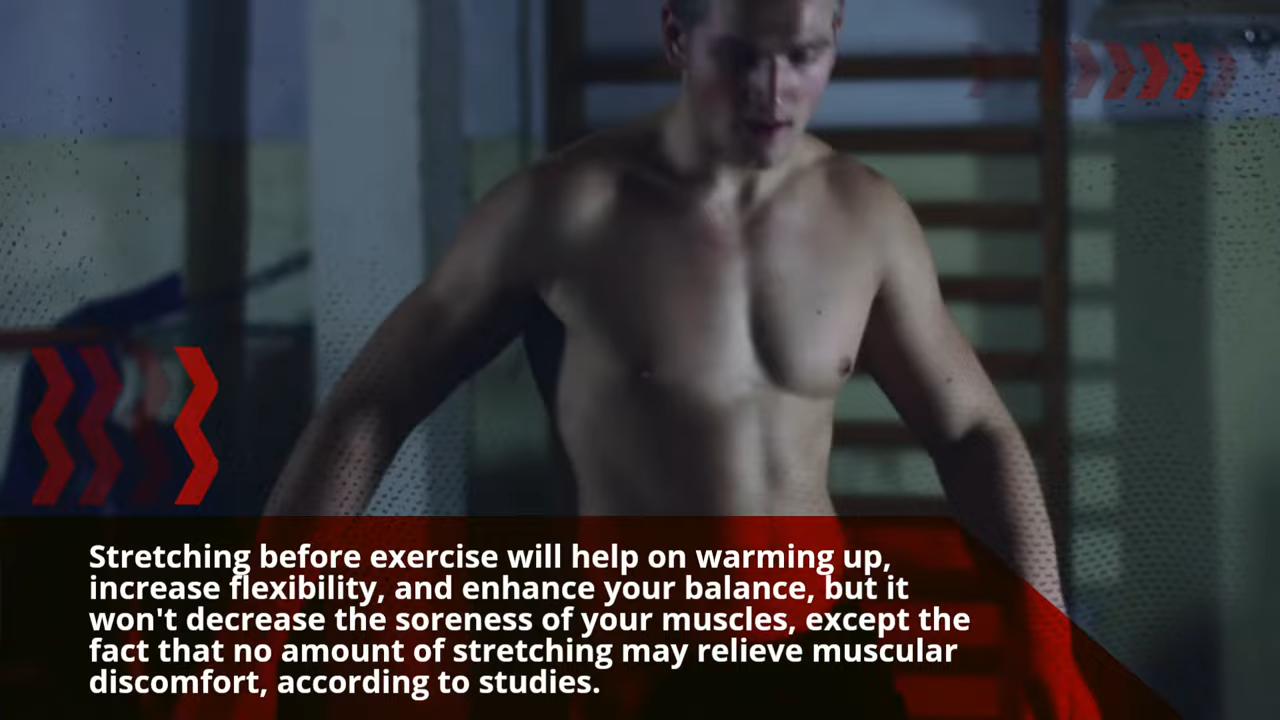 Stretching before exercise will help on warming up,
increase flexibility, and enhance your balance, but it
won't decrease the soreness of your muscles, except the
fact that no amount of stretching may relieve muscular
discomfort, according to studies.